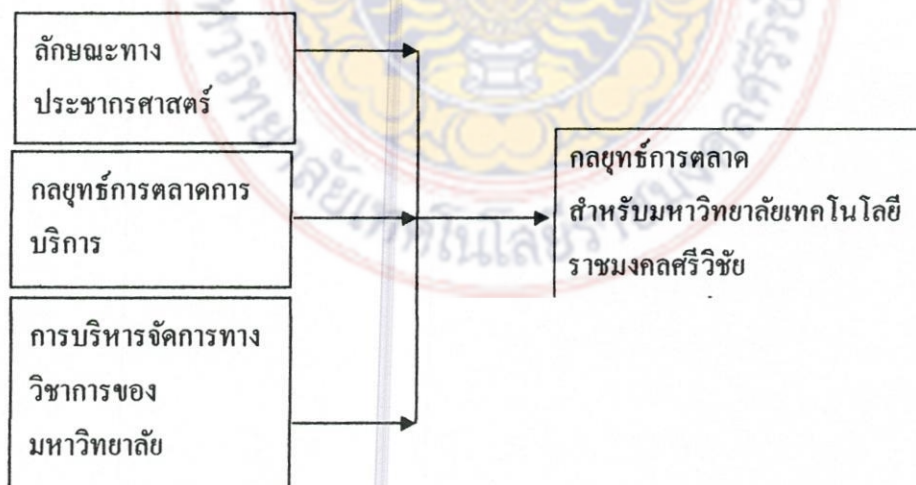 ลักษณะทาง
ประชากรศาสตร์
กลยุทธ์การตลาดการ
บริการ
การบริหารจัดการทาง
วิชาการของ
มหาวิทยาลัย
กลยุทธ์การตลาด
สำหรับมหาวิทยาลัยเทคโนโลยี
ราชมงคลศรีวิชัย